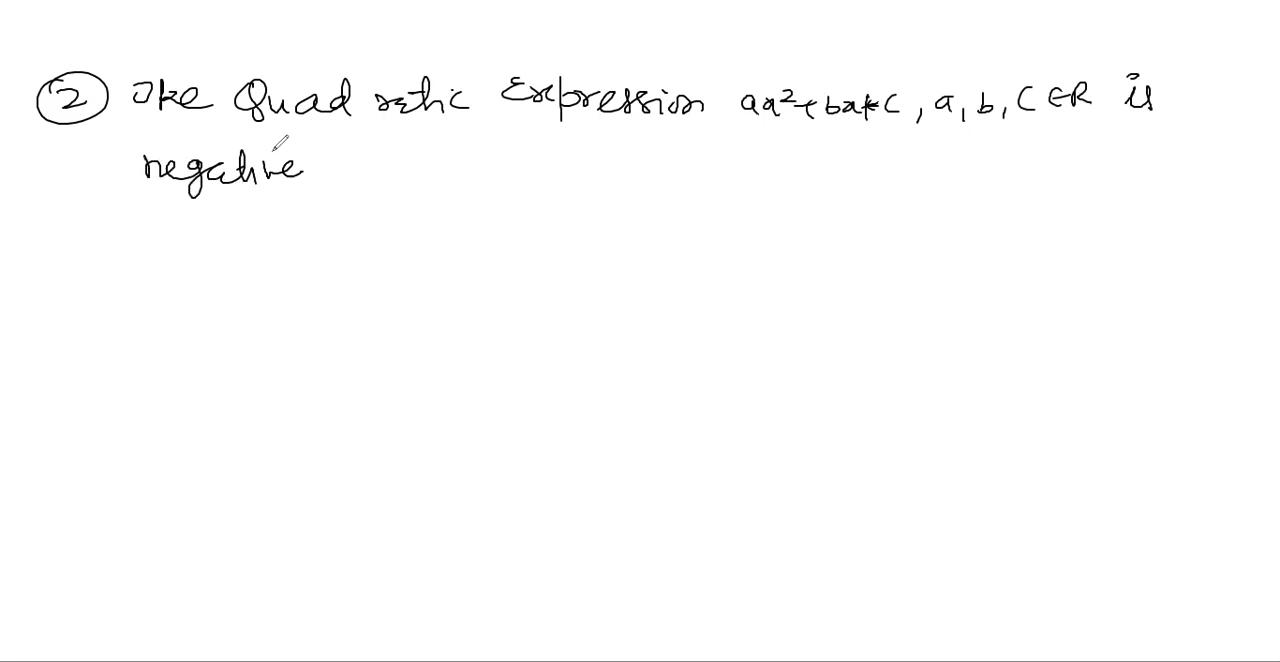 ② The Quadratic Expression ax²+bx+c, a, b, c ∈R is
negative